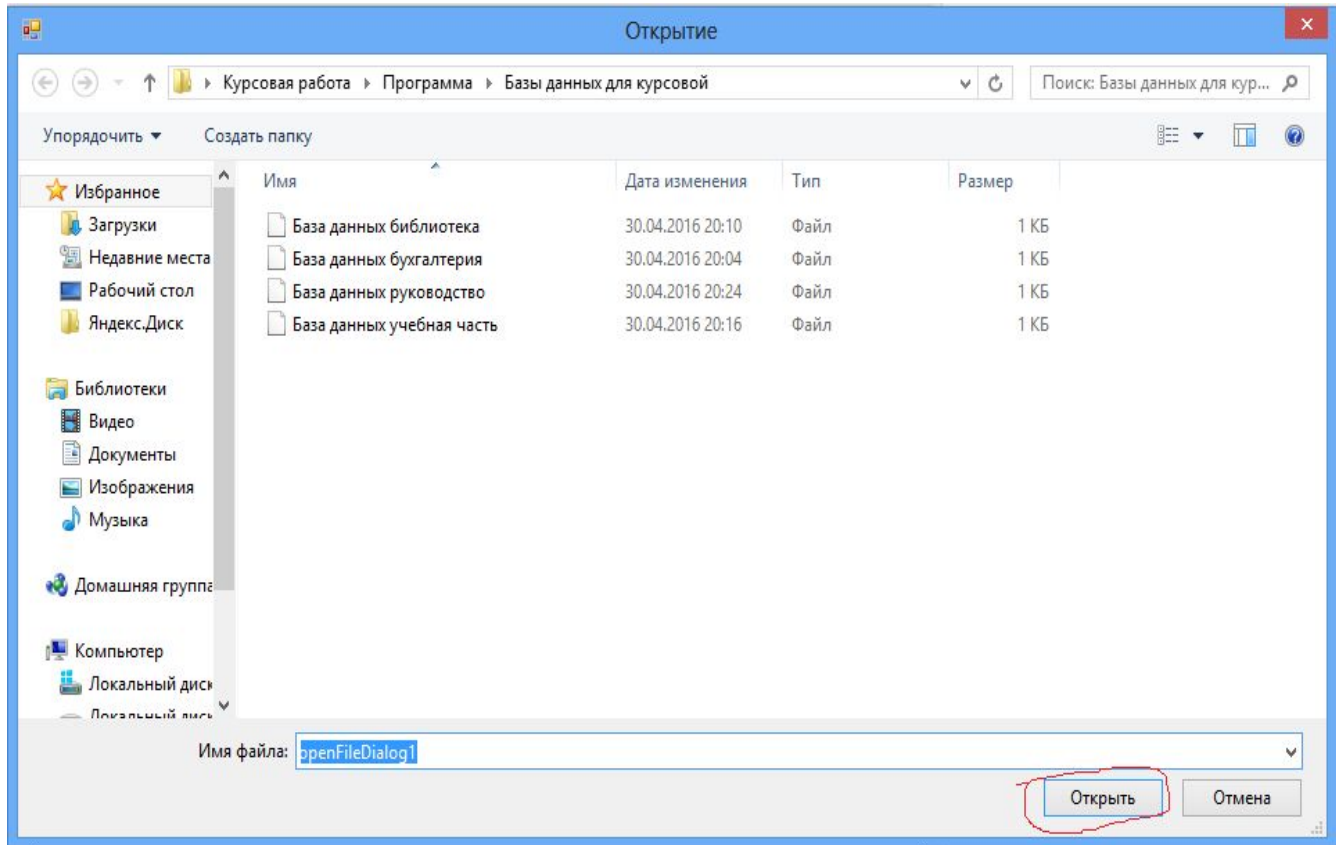 Открытие
Курсовая работа Программа Базы данных для курсовой
Поиск: Базы данных для кур...
Упорядочить Создать папку
Имя Дата изменения Тип Размер
Избранное
Загрузки
Недавние места
Рабочий стол
Яндекс.Диск
Библиотеки
Видео
Документы
Изображения
Музыка
Домашняя группа
Компьютер
Локальный диск
Локальный диск
База данных библиотека 30.04.2016 20:10 Файл 1 КБ
База данных бухгалтерия 30.04.2016 20:04 Файл 1 КБ
База данных руководство 30.04.2016 20:24 Файл 1 КБ
База данных учебная часть 30.04.2016 20:16 Файл 1 КБ
Имя файла: openFileDialog1
Открыть Отмена